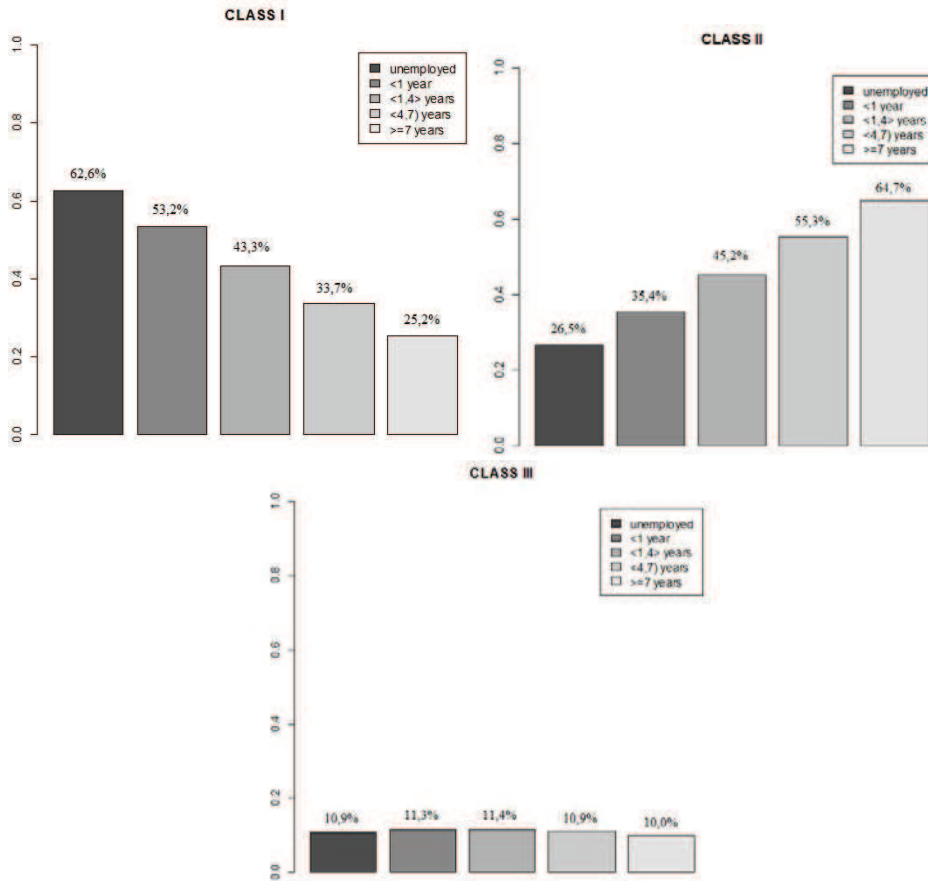 CLASS I
1.0
0.8
0.6
0.4
0.2
0.0
unemployed
<1 year
<1,4> years
<4,7) years
>=7 years
62,6%
53,2%
43,3%
33,7%
25,2%
CLASS II
1.0
0.8
0.6
0.4
0.2
0.0
unemployed
<1 year
<1,4> years
<4,7) years
>=7 years
26,5%
35,4%
45,2%
55,3%
64,7%
CLASS III
1.0
0.8
0.6
0.4
0.2
0.0
unemployed
<1 year
<1,4> years
<4,7) years
>=7 years
10,9%
11,3%
11,4%
10,9%
10,0%